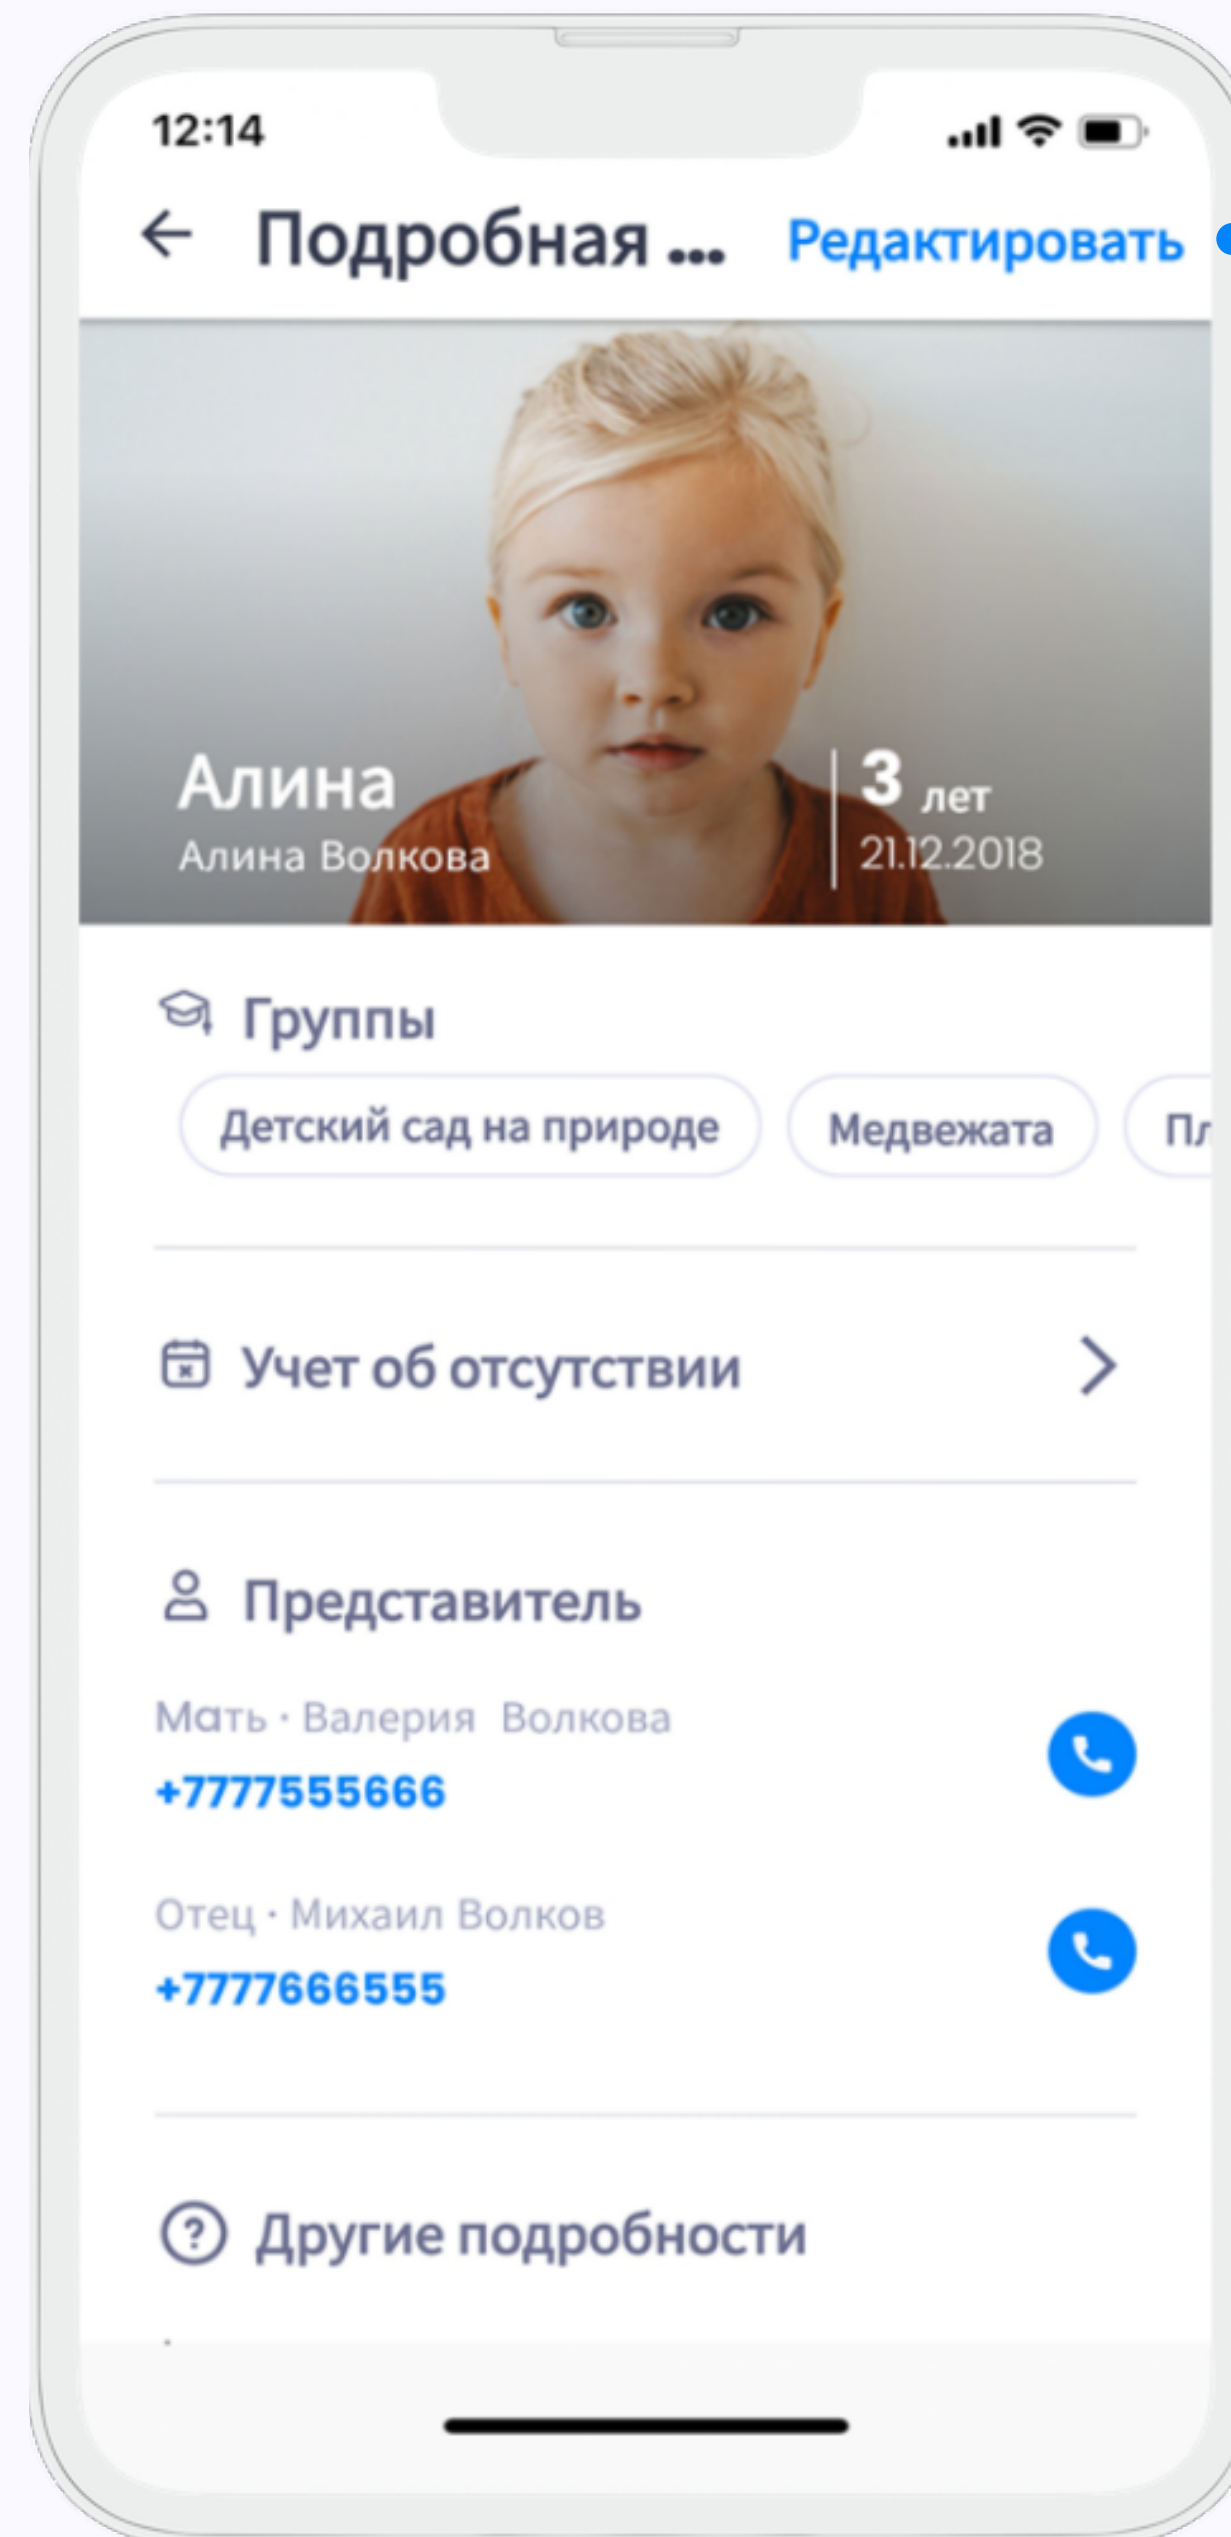 12:14
Подробная ... Редактировать
Алина
Алина Волкова
3 лет
21.12.2018
Группы
Детский сад на природе Медвежата Пл
Учет об отсутствии
Представитель
Мать · Валерия Волкова
+7777555666
Отец · Михаил Волков
+7777666555
Другие подробности